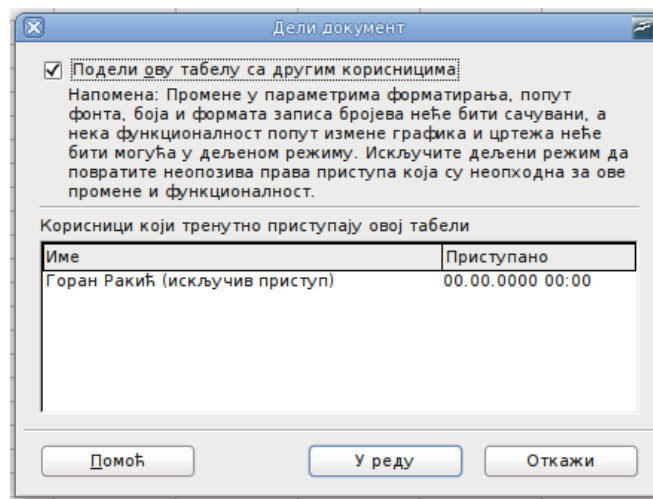 Дели документ
Подели ову табелу са другим корисницима
Напомена: Промене у параметрима форматирања, попут
фонта, боја и формата записа бројева неће бити сачувани, а
нека функционалност попут измене графика и цртежа неће
бити могућа у дељеном режиму. Искључите дељени режим да
повратите неопозива права приступа која су неопходна за ове
промене и функционалност.
Корисници који тренутно приступају овој табели
Име Приступано
Горан Ракић (искључив приступ) 00.00.0000 00:00
Помоћ У реду Откажи